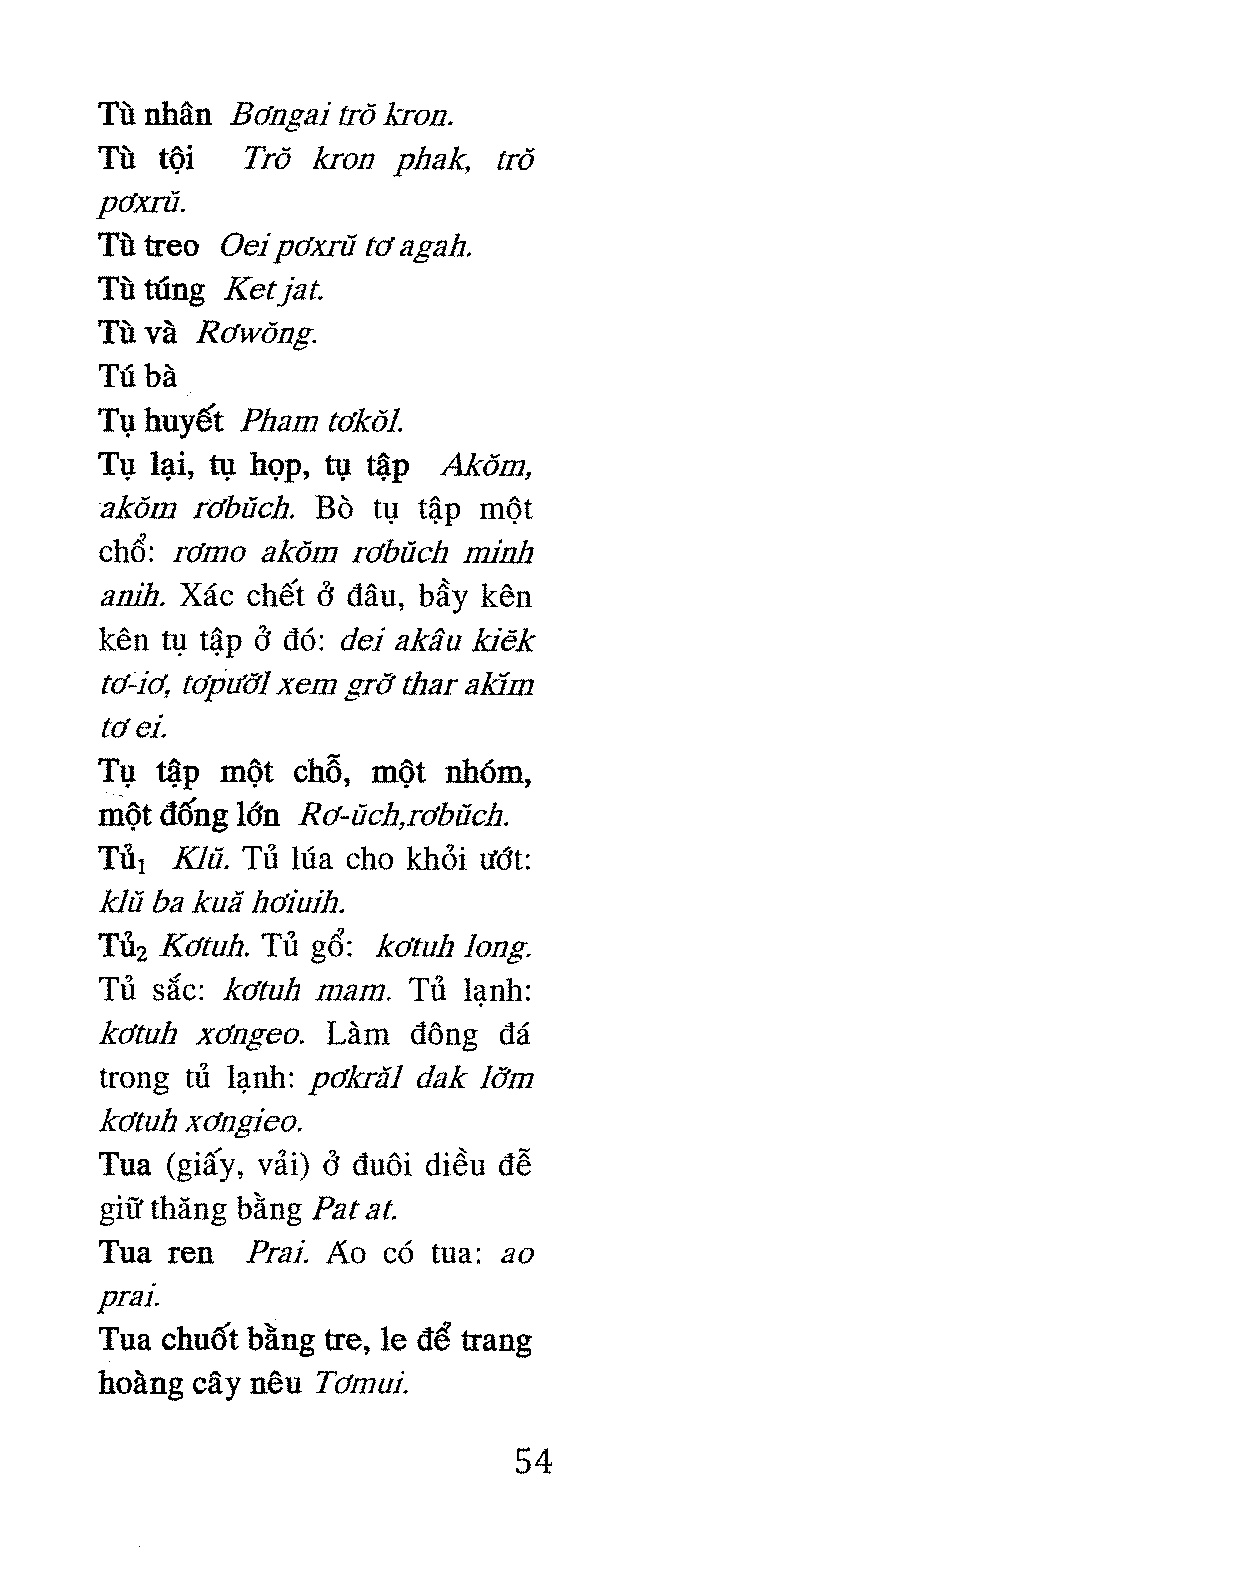 Tù nhân Bơngai trŏ kron.
Tù tội Trŏ kron phak, trŏ
pơxrŭ.
Tù treo Oei pơxrŭ tơ agah.
Tù túng Ket jat.
Tù và Rơwŏng.
Tú bà
Tụ huyết Pham tơkŏl.
Tụ lại, tụ họp, tụ tập Akŏm,
akŏm rơbŭch. Bò tụ tập một
chổ: rơmo akŏm rơbŭch minh
anih. Xác chết ở đâu, bầy kên
kên tụ tập ở đó: dei akâu kiĕk
tơ-iơ, tơpươ̆l xem grơ̆ thar akĭm
tơ ei.
Tụ tập một chỗ, một nhóm,
một đống lớn Rơ-ŭch,rơbŭch.
Tủ₁ Klŭ. Tủ lúa cho khỏi ướt:
klŭ ba kuă hơiuih.
Tủ₂ Kơtuh. Tủ gổ: kơtuh long.
Tủ sắc: kơtuh mam. Tủ lạnh:
kơtuh xơngeo. Làm đông đá
trong tủ lạnh: pơkrăl dak lơ̆m
kơtuh xơngieo.
Tua (giấy, vải) ở đuôi diều đễ
giữ thăng bằng Pat at.
Tua ren Prai. Áo có tua: ao
prai.
Tua chuốt bằng tre, le để trang
hoàng cây nêu Tơmui.
54